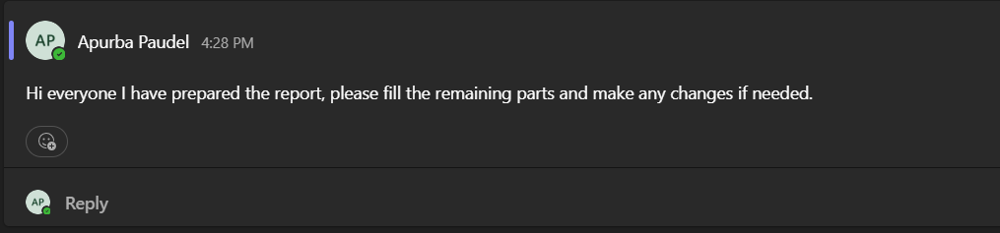 AP Apurba Paudel 4:28 PM
Hi everyone I have prepared the report, please fill the remaining parts and make any changes if needed.
AP Reply